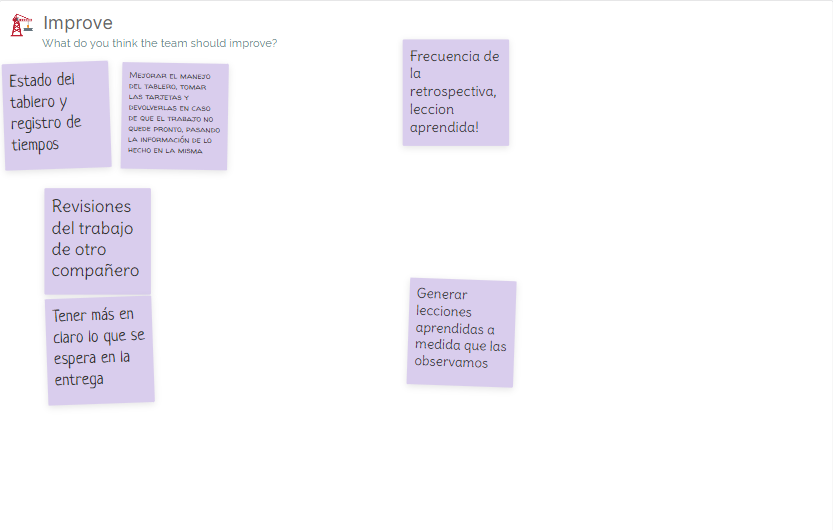 Improve
What do you think the team should improve?
Estado del
tablero y
registro de
tiempos
Mejorar el manejo
del tablero, tomar
las tarjetas y
devolverlas en caso
de que el trabajo no
quede pronto, pasando
la información de lo
hecho en la misma
Frecuencia de
la
retrospectiva,
leccion
aprendida!
Revisiones
del trabajo
de otro
compañero
Tener más en
claro lo que se
espera en la
entrega
Generar
lecciones
aprendidas a
medida que las
observamos